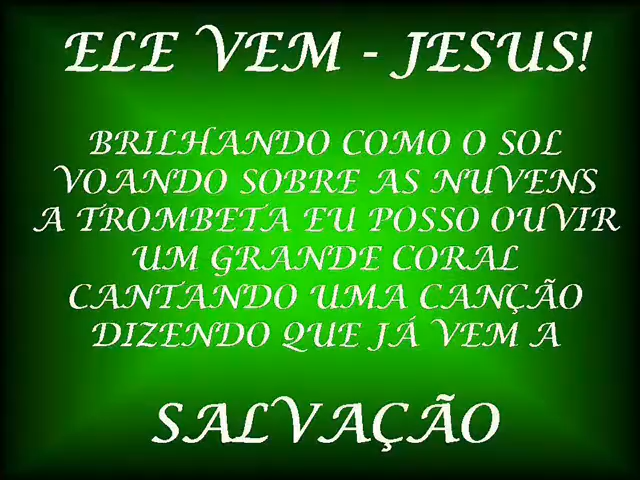 ELE VEM - JESUS!
BRILHANDO COMO O SOL
VOANDO SOBRE AS NUVENS
A TROMBETA EU POSSO OUVIR
UM GRANDE CORAL
CANTANDO UMA CANÇÃO
DIZENDO QUE JÁ VEM A
SALVAÇÃO